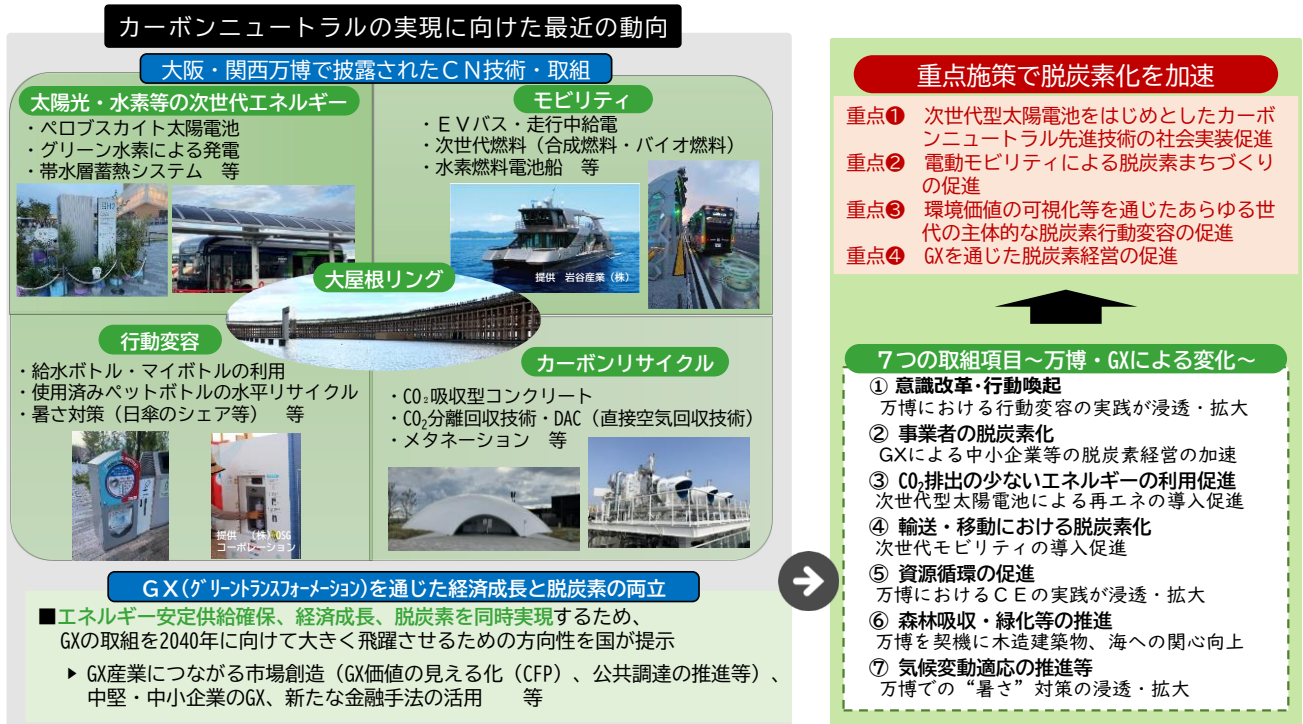 カーボンニュートラルの実現に向けた最近の動向
大阪・関西万博で披露されたCN技術・取組
太陽光・水素等の次世代エネルギー
・ペロブスカイト太陽電池
・グリーン水素による発電
・帯水層蓄熱システム 等
モビリティ
・EVバス・走行中給電
・次世代燃料（合成燃料・バイオ燃料）
・水素燃料電池船 等
提供 岩谷産業（株）
大屋根リング
行動変容
・給水ボトル・マイボトルの利用
・使用済みペットボトルの水平リサイクル
・暑さ対策（日傘のシェア等） 等
提供 （株）OSG
コーポレーション
カーボンリサイクル
・CO₂吸収型コンクリート
・CO₂分離回収技術・DAC（直接空気回収技術）
・メタネーション 等
GX(ｸﾞﾘｰﾝﾄﾗﾝｽﾌｫｰﾒｰｼｮﾝ)を通じた経済成長と脱炭素の両立
■エネルギー安定供給確保、経済成長、脱炭素を同時実現するため、
GXの取組を2040年に向けて大きく飛躍させるための方向性を国が提示
▶ GX産業につながる市場創造（GX価値の見える化（CFP）、公共調達の推進等）、
中堅・中小企業のGX、新たな金融手法の活用 等
重点施策で脱炭素化を加速
重点❶ 次世代型太陽電池をはじめとしたカーボ
ンニュートラル先進技術の社会実装促進
重点❷ 電動モビリティによる脱炭素まちづくり
の促進
重点❸ 環境価値の可視化等を通じたあらゆる世
代の主体的な脱炭素行動変容の促進
重点❹ GXを通じた脱炭素経営の促進
７つの取組項目～万博・GXによる変化～
① 意識改革・行動喚起
万博における行動変容の実践が浸透・拡大
② 事業者の脱炭素化
GXによる中小企業等の脱炭素経営の加速
③ CO₂排出の少ないエネルギーの利用促進
次世代型太陽電池による再エネの導入促進
④ 輸送・移動における脱炭素化
次世代モビリティの導入促進
⑤ 資源循環の促進
万博におけるCEの実践が浸透・拡大
⑥ 森林吸収・緑化等の推進
万博を契機に木造建築物、海への関心向上
⑦ 気候変動適応の推進等
万博での“暑さ”対策の浸透・拡大